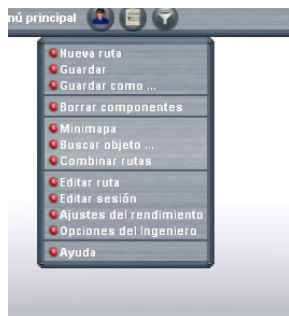 nú principal
Nueva ruta
Guardar
Guardar como ...
Borrar componentes
Minimapa
Buscar objeto ...
Combinar rutas
Editar ruta
Editar sesión
Ajustes del rendimiento
Opciones del Ingeniero
Ayuda